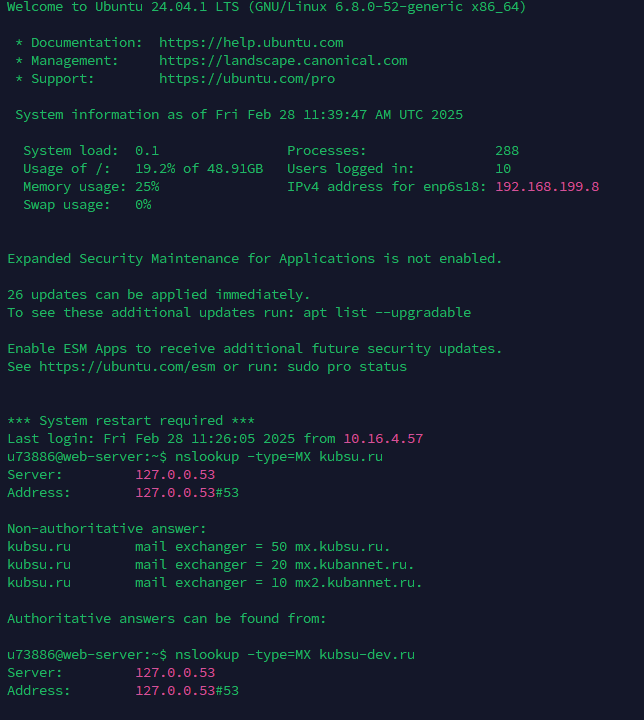 Welcome to Ubuntu 24.04.1 LTS (GNU/Linux 6.8.0-52-generic x86_64)
* Documentation:  https://help.ubuntu.com
* Management:     https://landscape.canonical.com
* Support:        https://ubuntu.com/pro
System information as of Fri Feb 28 11:39:47 AM UTC 2025
System load:  0.1                Processes:                288
Usage of /:   19.2% of 48.91GB   Users logged in:          10
Memory usage: 25%                IPv4 address for enp6s18: 192.168.199.8
Swap usage:   0%
Expanded Security Maintenance for Applications is not enabled.
26 updates can be applied immediately.
To see these additional updates run: apt list --upgradable
Enable ESM Apps to receive additional future security updates.
See https://ubuntu.com/esm or run: sudo pro status
*** System restart required ***
Last login: Fri Feb 28 11:26:05 2025 from 10.16.4.57
u73886@web-server:~$ nslookup -type=MX kubsu.ru
Server:         127.0.0.53
Address:        127.0.0.53#53
Non-authoritative answer:
kubsu.ru        mail exchanger = 50 mx.kubsu.ru.
kubsu.ru        mail exchanger = 20 mx.kubannet.ru.
kubsu.ru        mail exchanger = 10 mx2.kubannet.ru.
Authoritative answers can be found from:
u73886@web-server:~$ nslookup -type=MX kubsu-dev.ru
Server:         127.0.0.53
Address:        127.0.0.53#53